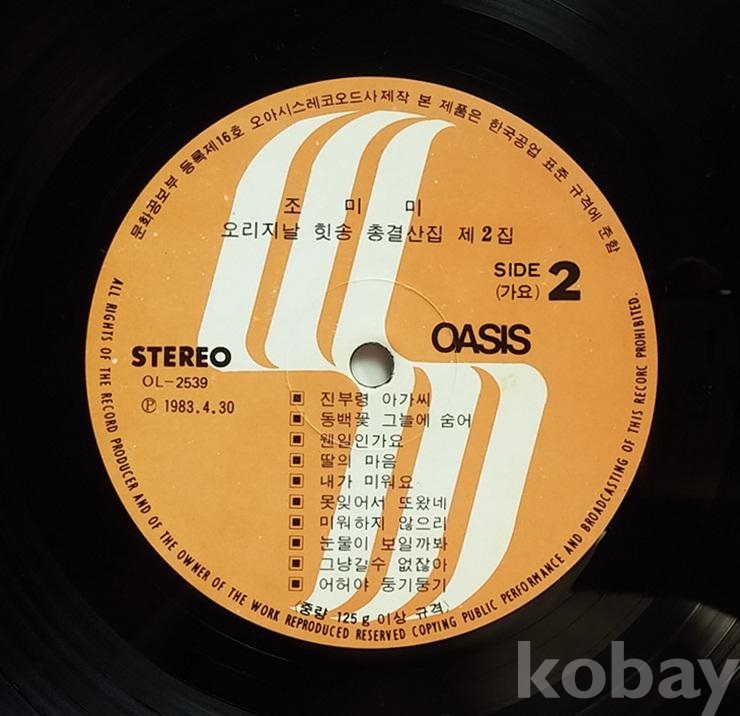 문화공보부 등록제16호 오아시스레코오드사제작 본 제품은 한국공업 표준 규격에 준함
조 미 미
오리지날 힛송 총결산집 제2집
SIDE 2
(가요)
STEREO
OASIS
OL-2539
Ⓟ 1983.4.30
▣ 진부령 아가씨
▣ 동백꽃 그늘에 숨어
▣ 웬일인가요
▣ 딸의 마음
▣ 내가 미워요
▣ 못잊어서 또왔네
▣ 미워하지 않으리
▣ 눈물이 보일까봐
▣ 그냥갈수 없잖아
▣ 어허야 둥기둥기
(중량 125g 이상 규격)
ALL RIGHTS OF THE RECORD PRODUCER AND OF THE OWNER OF THE WORK REPRODUCED RESERVED COPYING PUBLIC PERFORMANCE AND BROADCASTING OF THIS RECORC PROHIBITED.
kobay